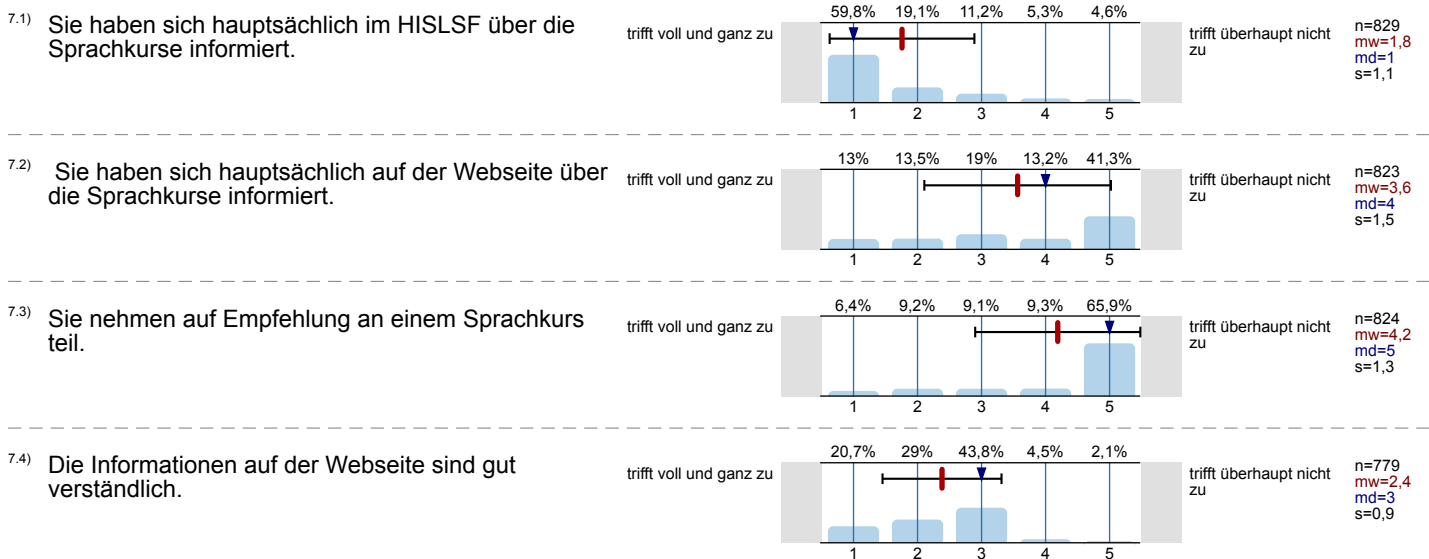 7.1) Sie haben sich hauptsächlich im HISLSF über die
Sprachkurse informiert.
trifft voll und ganz zu
59,8% 19,1% 11,2% 5,3% 4,6%
1 2 3 4 5
trifft überhaupt nicht
zu
n=829
mw=1,8
md=1
s=1,1
7.2) Sie haben sich hauptsächlich auf der Webseite über
die Sprachkurse informiert.
trifft voll und ganz zu
13% 13,5% 19% 13,2% 41,3%
1 2 3 4 5
trifft überhaupt nicht
zu
n=823
mw=3,6
md=4
s=1,5
7.3) Sie nehmen auf Empfehlung an einem Sprachkurs
teil.
trifft voll und ganz zu
6,4% 9,2% 9,1% 9,3% 65,9%
1 2 3 4 5
trifft überhaupt nicht
zu
n=824
mw=4,2
md=5
s=1,3
7.4) Die Informationen auf der Webseite sind gut
verständlich.
trifft voll und ganz zu
20,7% 29% 43,8% 4,5% 2,1%
1 2 3 4 5
trifft überhaupt nicht
zu
n=779
mw=2,4
md=3
s=0,9